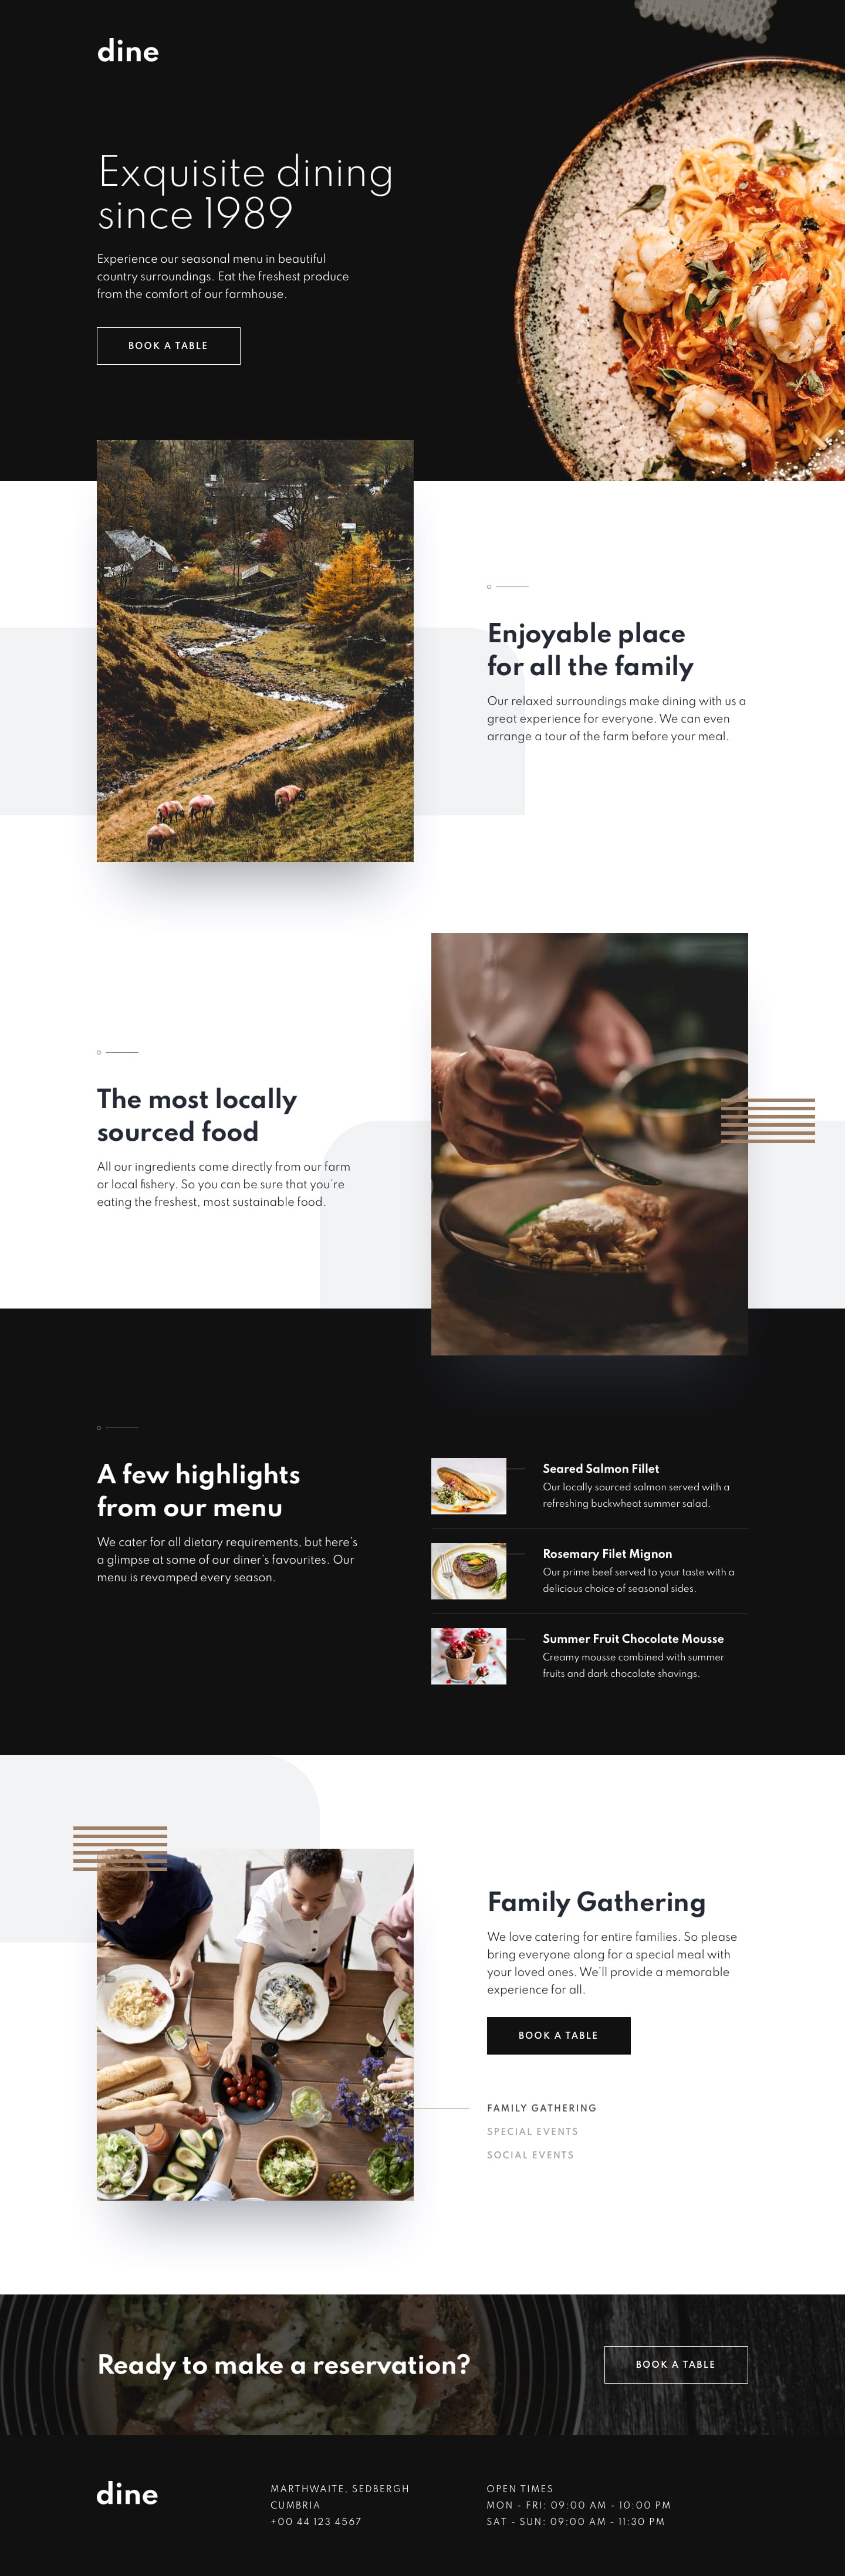 dine
Exquisite dining
since 1989
Experience our seasonal menu in beautiful
country surroundings. Eat the freshest produce
from the comfort of our farmhouse.
BOOK A TABLE
Enjoyable place
for all the family
Our relaxed surroundings make dining with us a
great experience for everyone. We can even
arrange a tour of the farm before your meal.
The most locally
sourced food
All our ingredients come directly from our farm
or local fishery. So you can be sure that you're
eating the freshest, most sustainable food.
A few highlights
from our menu
We cater for all dietary requirements, but here's
a glimpse at some of our diner's favourites. Our
menu is revamped every season.
Seared Salmon Fillet
Our locally sourced salmon served with a
refreshing buckwheat summer salad.
Rosemary Filet Mignon
Our prime beef served to your taste with a
delicious choice of seasonal sides.
Summer Fruit Chocolate Mousse
Creamy mousse combined with summer
fruits and dark chocolate shavings.
Family Gathering
We love catering for entire families. So please
bring everyone along for a special meal with
your loved ones. We'll provide a memorable
experience for all.
BOOK A TABLE
FAMILY GATHERING
SPECIAL EVENTS
SOCIAL EVENTS
Ready to make a reservation?
BOOK A TABLE
dine
MARTHWAITE, SEDBERGH
CUMBRIA
+00 44 123 4567
OPEN TIMES
MON - FRI: 09:00 AM - 10:00 PM
SAT - SUN: 09:00 AM - 11:30 PM